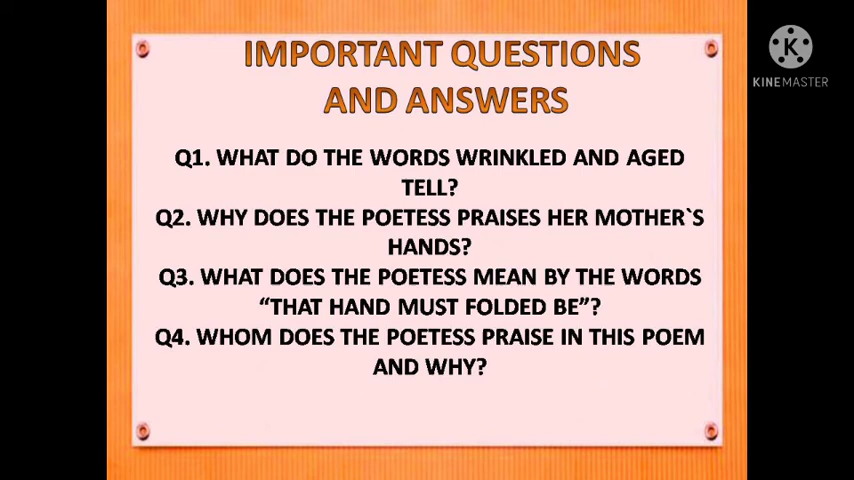 IMPORTANT QUESTIONS
AND ANSWERS
KINEMASTER
Q1. WHAT DO THE WORDS WRINKLED AND AGED
TELL?
Q2. WHY DOES THE POETESS PRAISES HER MOTHER`S
HANDS?
Q3. WHAT DOES THE POETESS MEAN BY THE WORDS
“THAT HAND MUST FOLDED BE”?
Q4. WHOM DOES THE POETESS PRAISE IN THIS POEM
AND WHY?